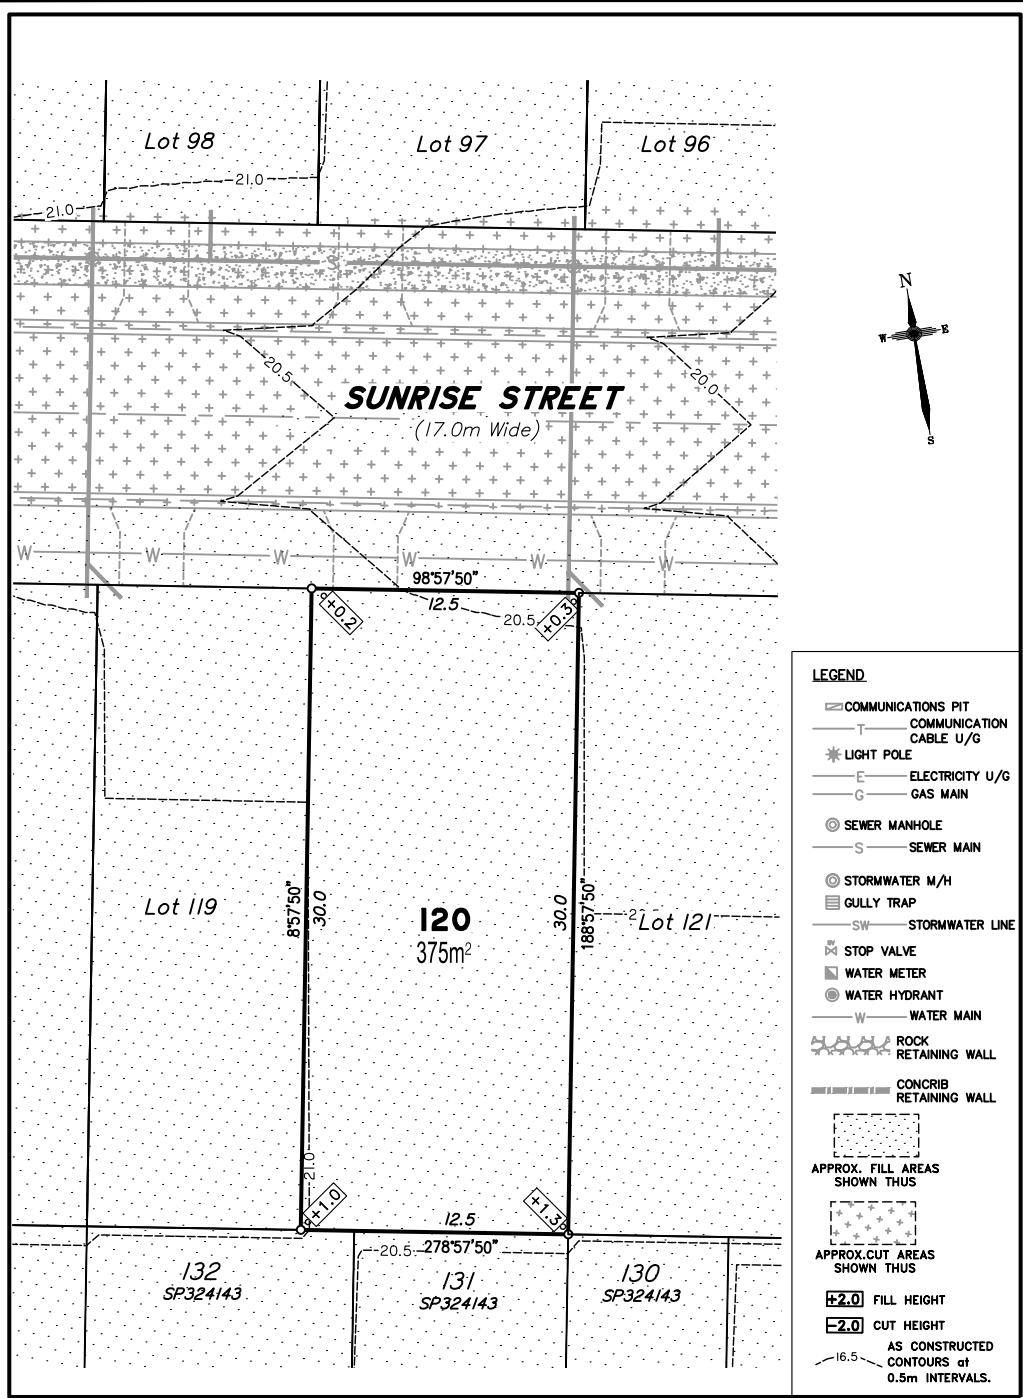 Lot 98
Lot 97
Lot 96
21.0
21.0
S
N
W
E
S
20.5
20.0
SUNRISE STREET
(17.0m Wide)
W
W
W
W
W
W
98°57'50"
12.5
+0.2
20.5
+0.3
LEGEND
COMMUNICATIONS PIT
T
COMMUNICATION
CABLE U/G
LIGHT POLE
E
ELECTRICITY U/G
G
GAS MAIN
SEWER MANHOLE
S
SEWER MAIN
STORMWATER M/H
GULLY TRAP
SW
STORMWATER LINE
SV
STOP VALVE
WATER METER
WATER HYDRANT
W
WATER MAIN
ROCK
RETAINING WALL
CONCRIB
RETAINING WALL
APPROX. FILL AREAS
SHOWN THUS
APPROX.CUT AREAS
SHOWN THUS
+2.0 FILL HEIGHT
-2.0 CUT HEIGHT
16.5
AS CONSTRUCTED
CONTOURS at
0.5m INTERVALS.
Lot 119
8°57'50"
30.0
120
375m²
30.0
188°57'50"
2
Lot 121
21.0
+1.0
+1.3
12.5
278°57'50"
20.5
132
SP324143
131
SP324143
130
SP324143